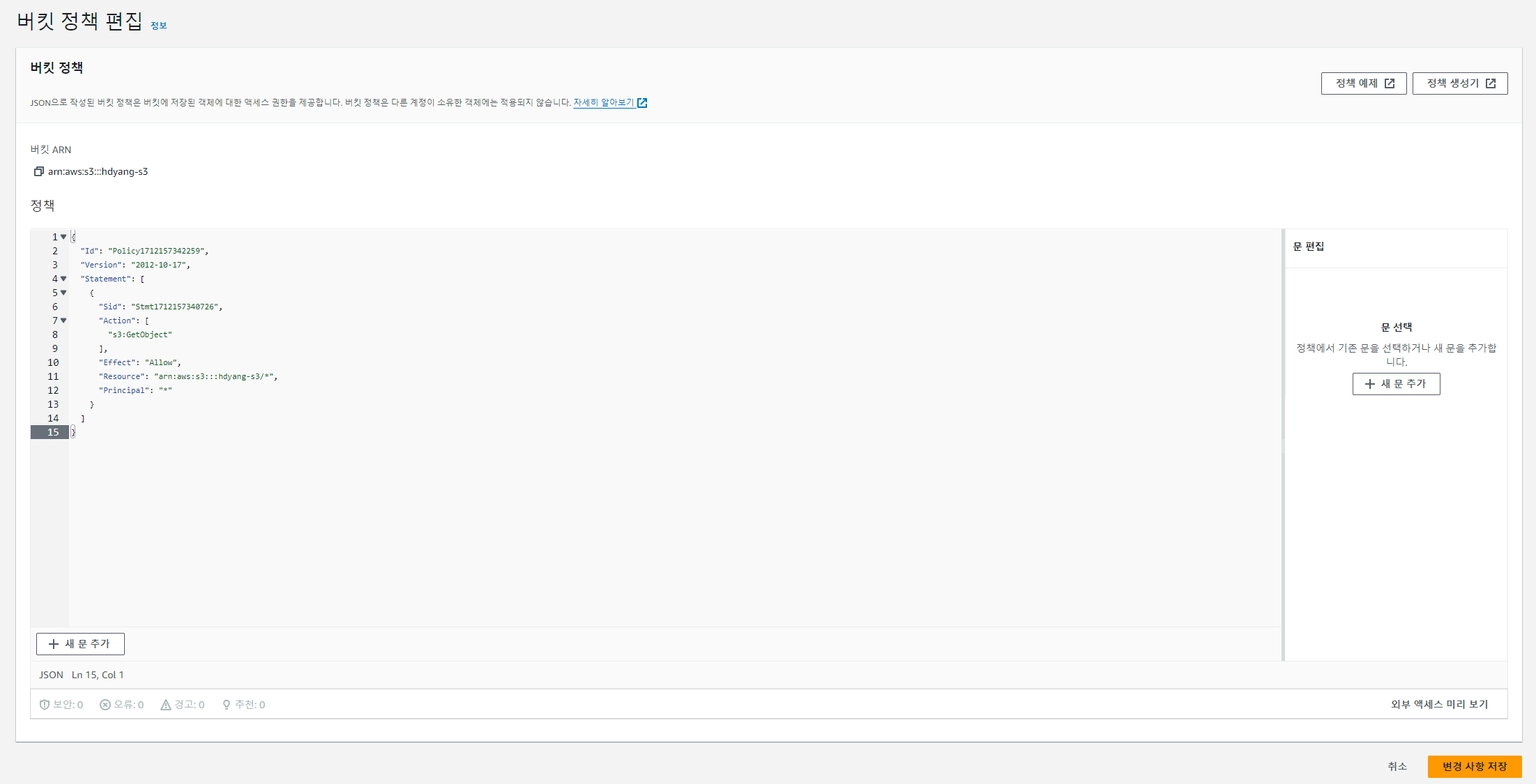 버킷 정책 편집 정보
버킷 정책
정책 예제
정책 생성기
JSON으로 작성된 버킷 정책은 버킷에 저장된 객체에 대한 액세스 권한을 제공합니다. 버킷 정책은 다른 계정이 소유한 객체에는 적용되지 않습니다. 자세히 알아보기
버킷 ARN
arn:aws:s3:::hdyang-s3
정책
1 {
2 "Id": "Policy1712157342259",
3 "Version": "2012-10-17",
4 "Statement": [
5 {
6 "Sid": "Stmt1712157340726",
7 "Action": [
8 "s3:GetObject"
9 ],
10 "Effect": "Allow",
11 "Resource": "arn:aws:s3:::hdyang-s3/*",
12 "Principal": "*"
13 }
14 ]
15 }
문 편집
문 선택
정책에서 기존 문을 선택하거나 새 문을 추가합
니다.
새 문 추가
새 문 추가
JSON Ln 15, Col 1
보안: 0 오류: 0 경고: 0 추천: 0
외부 액세스 미리 보기
취소
변경 사항 저장